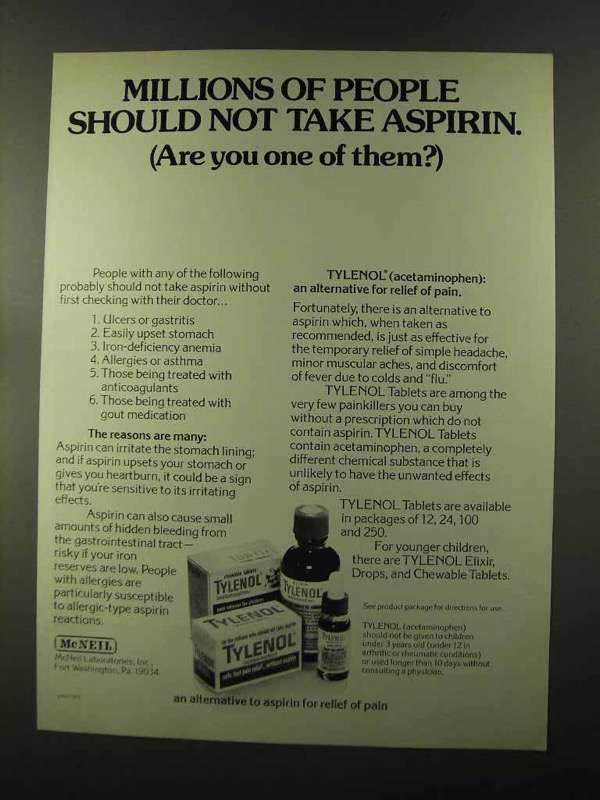 MILLIONS OF PEOPLE
SHOULD NOT TAKE ASPIRIN.
(Are you one of them?)
People with any of the following
probably should not take aspirin without
first checking with their doctor...
1. Ulcers or gastritis
2. Easily upset stomach
3. Iron-deficiency anemia
4. Allergies or asthma
5. Those being treated with
anticoagulants
6. Those being treated with
gout medication
The reasons are many:
Aspirin can irritate the stomach lining;
and if aspirin upsets your stomach or
gives you heartburn, it could be a sign
that you're sensitive to its irritating
effects.
Aspirin can also cause small
amounts of hidden bleeding from
the gastrointestinal tract—
risky if your iron
reserves are low. People
with allergies are
particularly susceptible
to allergic-type aspirin
reactions.
McNEIL
McNeil Laboratories, Inc.,
Fort Washington, Pa. 19034
TYLENOL® (acetaminophen):
an alternative for relief of pain.
Fortunately, there is an alternative to
aspirin which, when taken as
recommended, is just as effective for
the temporary relief of simple headache,
minor muscular aches, and discomfort
of fever due to colds and "flu."
TYLENOL Tablets are among the
very few painkillers you can buy
without a prescription which do not
contain aspirin. TYLENOL Tablets
contain acetaminophen, a completely
different chemical substance that is
unlikely to have the unwanted effects
of aspirin.
TYLENOL Tablets are available
in packages of 12, 24, 100
and 250.
For younger children,
there are TYLENOL Elixir,
Drops, and Chewable Tablets.
See product package for directions for use.
TYLENOL (acetaminophen)
should not be given to children
under 3 years old (under 12 in
arthritic or rheumatic conditions)
or used longer than 10 days without
consulting a physician.
chewable tablets
TYLENOL
TYLENOL
TYLENOL
safe, fast pain relief...without aspirin
TYLENOL
TYLENOL
an alternative to aspirin for relief of pain